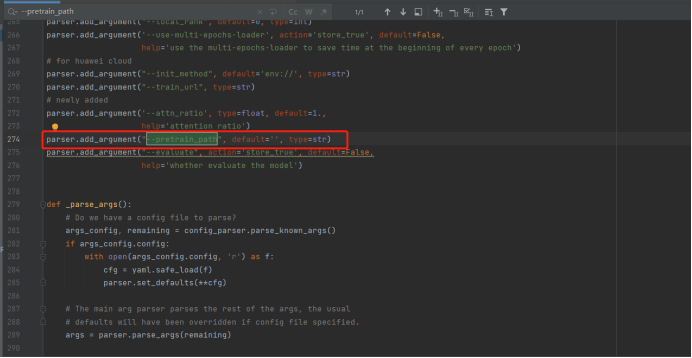 --pretrain_path
Cc W .*
1/1
265 parser.add_argument("--local_rank", default=0, type=int)
266 parser.add_argument('--use-multi-epochs-loader', action='store_true', default=False,
267 help='use the multi-epochs-loader to save time at the beginning of every epoch')
268 # for huawei cloud
269 parser.add_argument("--init_method", default='env://', type=str)
270 parser.add_argument("--train_url", type=str)
271 # newly added
272 parser.add_argument('--attn_ratio', type=float, default=1.,
273 help='attention ratio')
274 parser.add_argument("--pretrain_path", default='', type=str)
275 parser.add_argument("--evaluate", action='store_true', default=False,
276 help='whether evaluate the model')
277
278
279 def _parse_args():
280 # Do we have a config file to parse?
281 args_config, remaining = config_parser.parse_known_args()
282 if args_config.config:
283 with open(args_config.config, 'r') as f:
284 cfg = yaml.safe_load(f)
285 parser.set_defaults(**cfg)
286
287 # The main arg parser parses the rest of the args, the usual
288 # defaults will have been overridden if config file specified.
289 args = parser.parse_args(remaining)
290